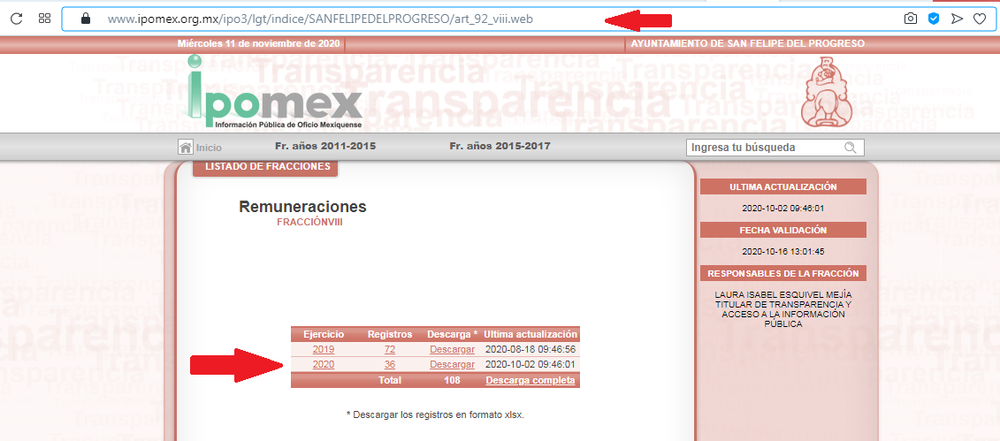 www.ipomex.org.mx/ipo3/lgt/indice/SANFELIPEDELPROGRESO/art_92_viii.web
Miércoles 11 de noviembre de 2020
AYUNTAMIENTO DE SAN FELIPE DEL PROGRESO
Transparencia
ipomex
Información Pública de Oficio Mexiquense
Inicio
Fr. años 2011-2015
Fr. años 2015-2017
Ingresa tu búsqueda
LISTADO DE FRACCIONES
Remuneraciones
FRACCIÓNVIII
Ejercicio Registros Descarga * Ultima actualización
2019 72 Descargar 2020-08-18 09:46:56
2020 36 Descargar 2020-10-02 09:46:01
Total 108 Descarga completa
* Descargar los registros en formato xlsx.
ULTIMA ACTUALIZACIÓN
2020-10-02 09:46:01
FECHA VALIDACIÓN
2020-10-16 13:01:45
RESPONSABLES DE LA FRACCIÓN
LAURA ISABEL ESQUIVEL MEJÍA
TITULAR DE TRANSPARENCIA Y
ACCESO A LA INFORMACIÓN
PÚBLICA